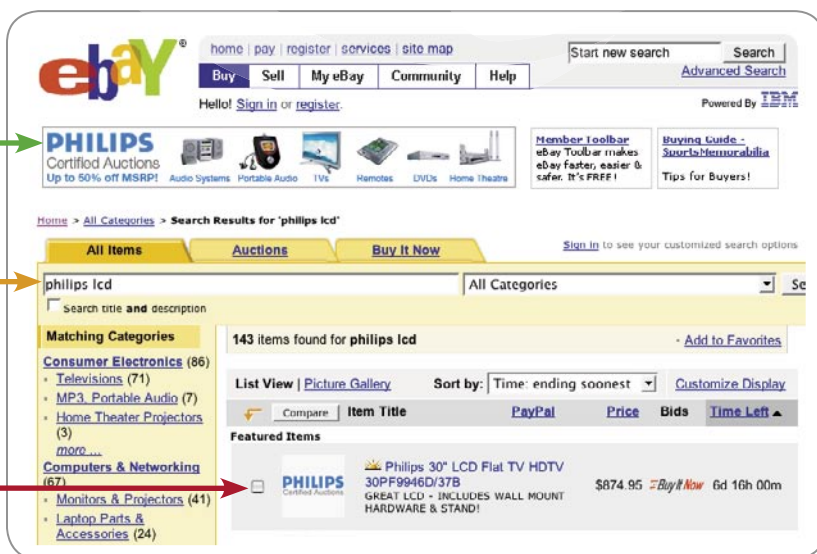 ebay®
home | pay | register | services | site map
Start new search Search
Buy Sell My eBay Community Help
Advanced Search
Hello! Sign in or register.
Powered By IBM
PHILIPS
Certified Auctions
Up to 50% off MSRP!
Audio Systems Portable Audio TVs Remotes DVDs Home Theatre
Member Toolbar
eBay Toolbar makes
eBay faster, easier &
safer. It's FREE!
Buying Guide -
SportsMemorabilia
Tips for Buyers!
Home > All Categories > Search Results for 'philips lcd'
All Items Auctions Buy It Now
Sign in to see your customized search options
philips lcd All Categories Se
Search title and description
Matching Categories
Consumer Electronics (86)
Televisions (71)
MP3, Portable Audio (7)
Home Theater Projectors
(3)
more ...
Computers & Networking
(67)
Monitors & Projectors (41)
Laptop Parts &
Accessories (24)
143 items found for philips lcd
· Add to Favorites
List View | Picture Gallery Sort by: Time: ending soonest Customize Display
Compare Item Title PayPal Price Bids Time Left
Featured Items
PHILIPS
Certified Auctions
Philips 30" LCD Flat TV HDTV
30PF9946D/37B
GREAT LCD - INCLUDES WALL MOUNT
HARDWARE & STAND!
$874.95 Buy It Now 6d 16h 00m